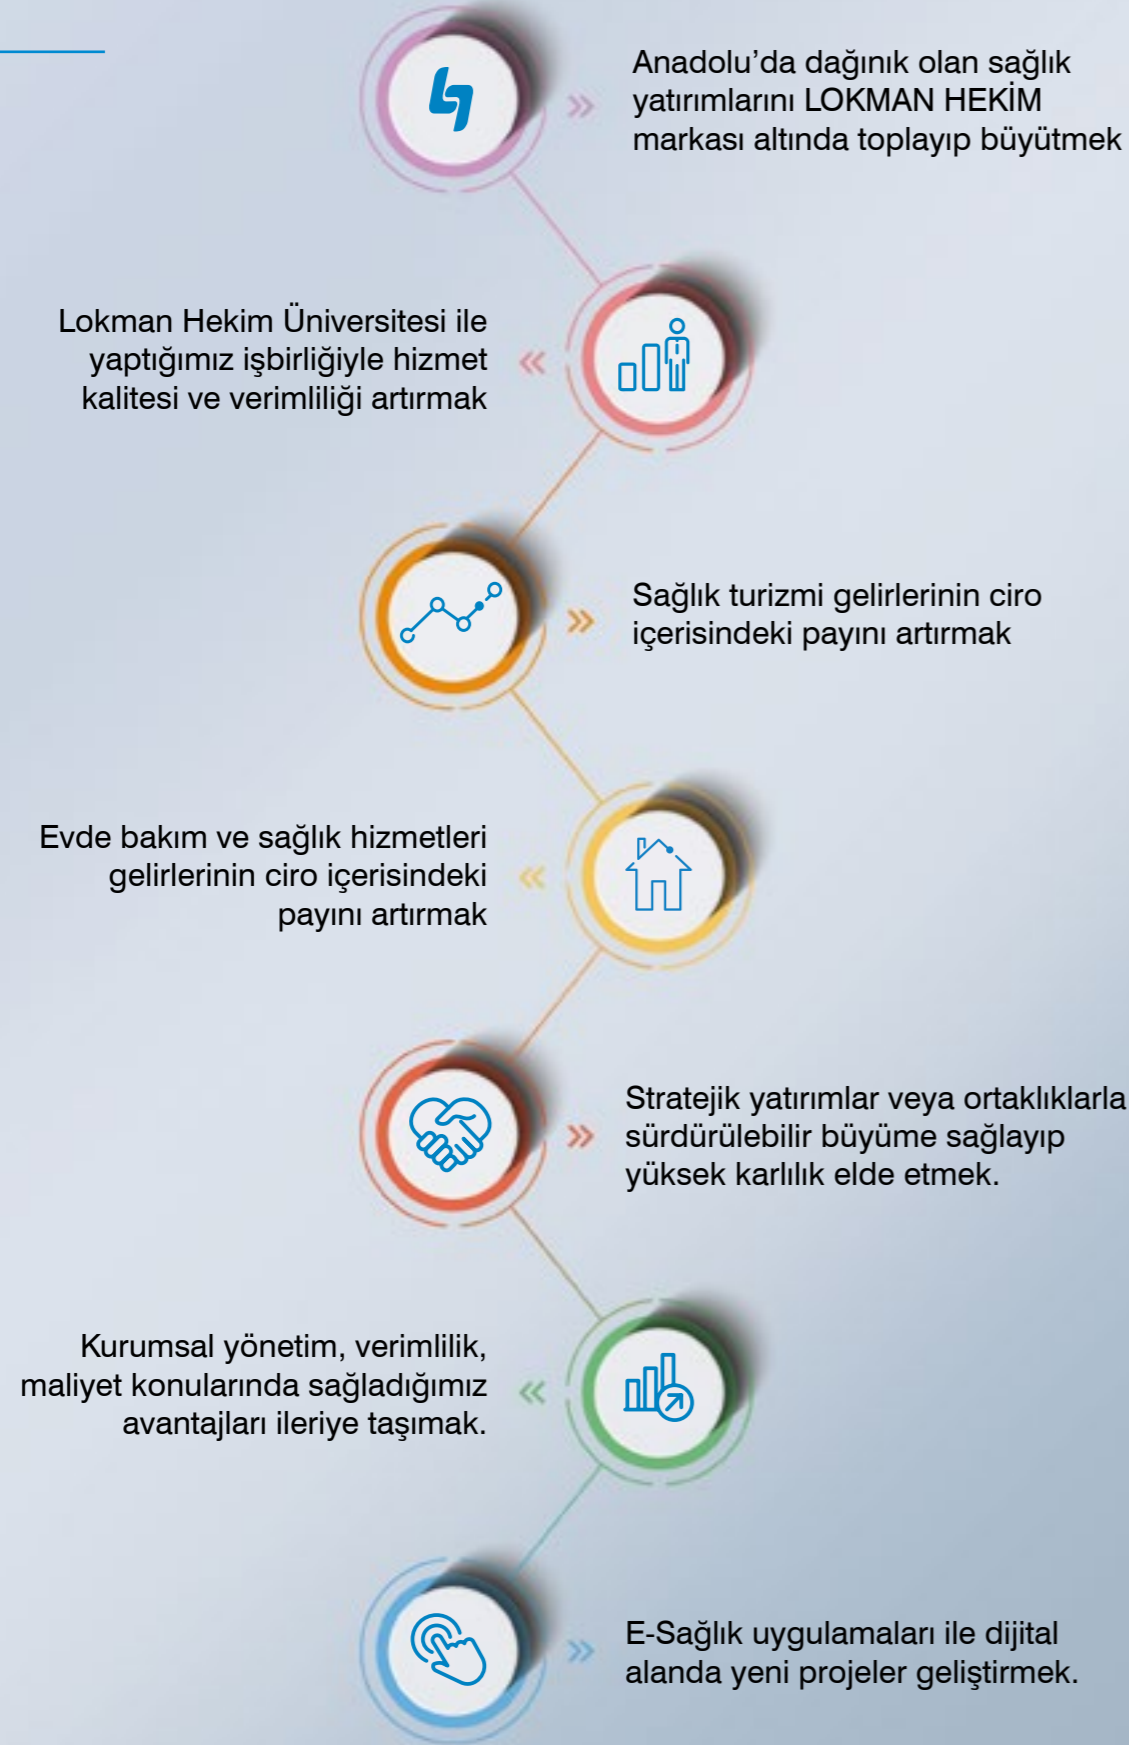 Anadolu’da dağınık olan sağlık
yatırımlarını LOKMAN HEKİM
markası altında toplayıp büyütmek
Lokman Hekim Üniversitesi ile
yaptığımız işbirliğiyle hizmet
kalitesi ve verimliliği artırmak
Sağlık turizmi gelirlerinin ciro
içerisindeki payını artırmak
Evde bakım ve sağlık hizmetleri
gelirlerinin ciro içerisindeki
payını artırmak
Stratejik yatırımlar veya ortaklıklarla
sürdürülebilir büyüme sağlayıp
yüksek karlılık elde etmek.
Kurumsal yönetim, verimlilik,
maliyet konularında sağladığımız
avantajları ileriye taşımak.
E-Sağlık uygulamaları ile dijital
alanda yeni projeler geliştirmek.